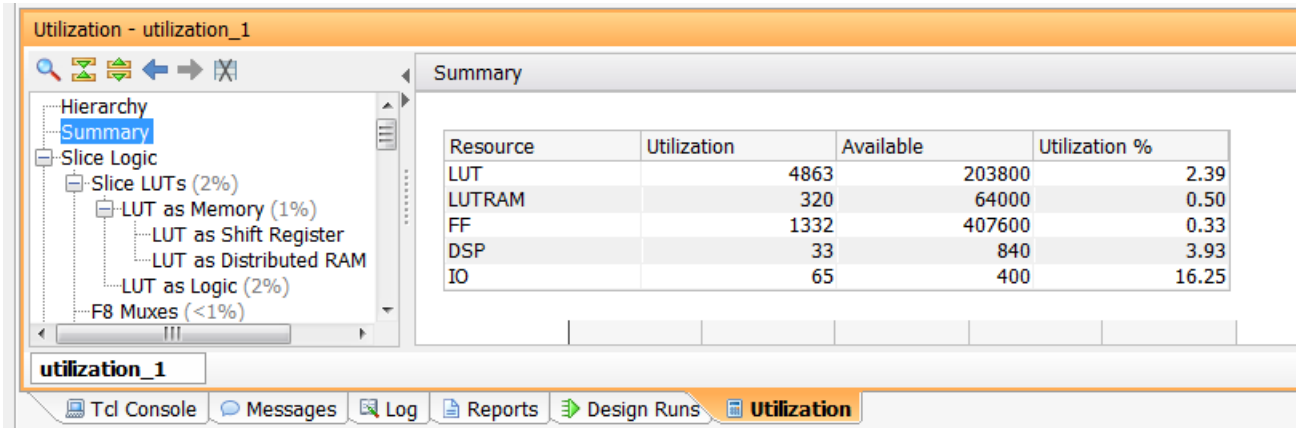 Utilization - utilization_1
Summary
Hierarchy
Summary
Slice Logic
Slice LUTs (2%)
LUT as Memory (1%)
LUT as Shift Register
LUT as Distributed RAM
LUT as Logic (2%)
F8 Muxes (<1%)
Resource Utilization Available Utilization %
LUT 4863 203800 2.39
LUTRAM 320 64000 0.50
FF 1332 407600 0.33
DSP 33 840 3.93
IO 65 400 16.25
utilization_1
Tcl Console Messages Log Reports Design Runs Utilization